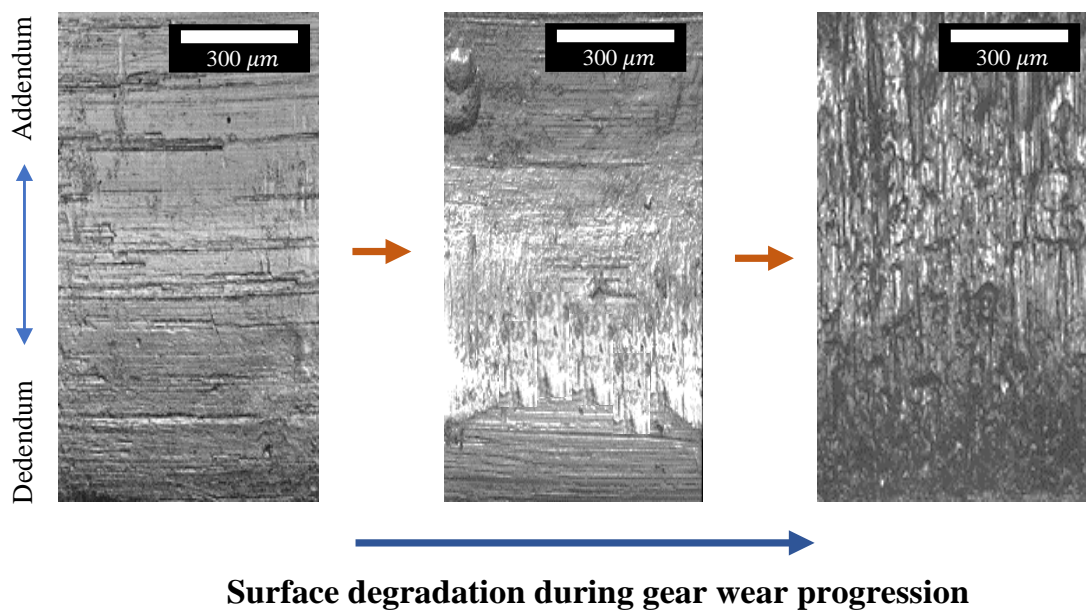 Addendum
Dedendum
300 μm
300 μm
300 μm
Surface degradation during gear wear progression